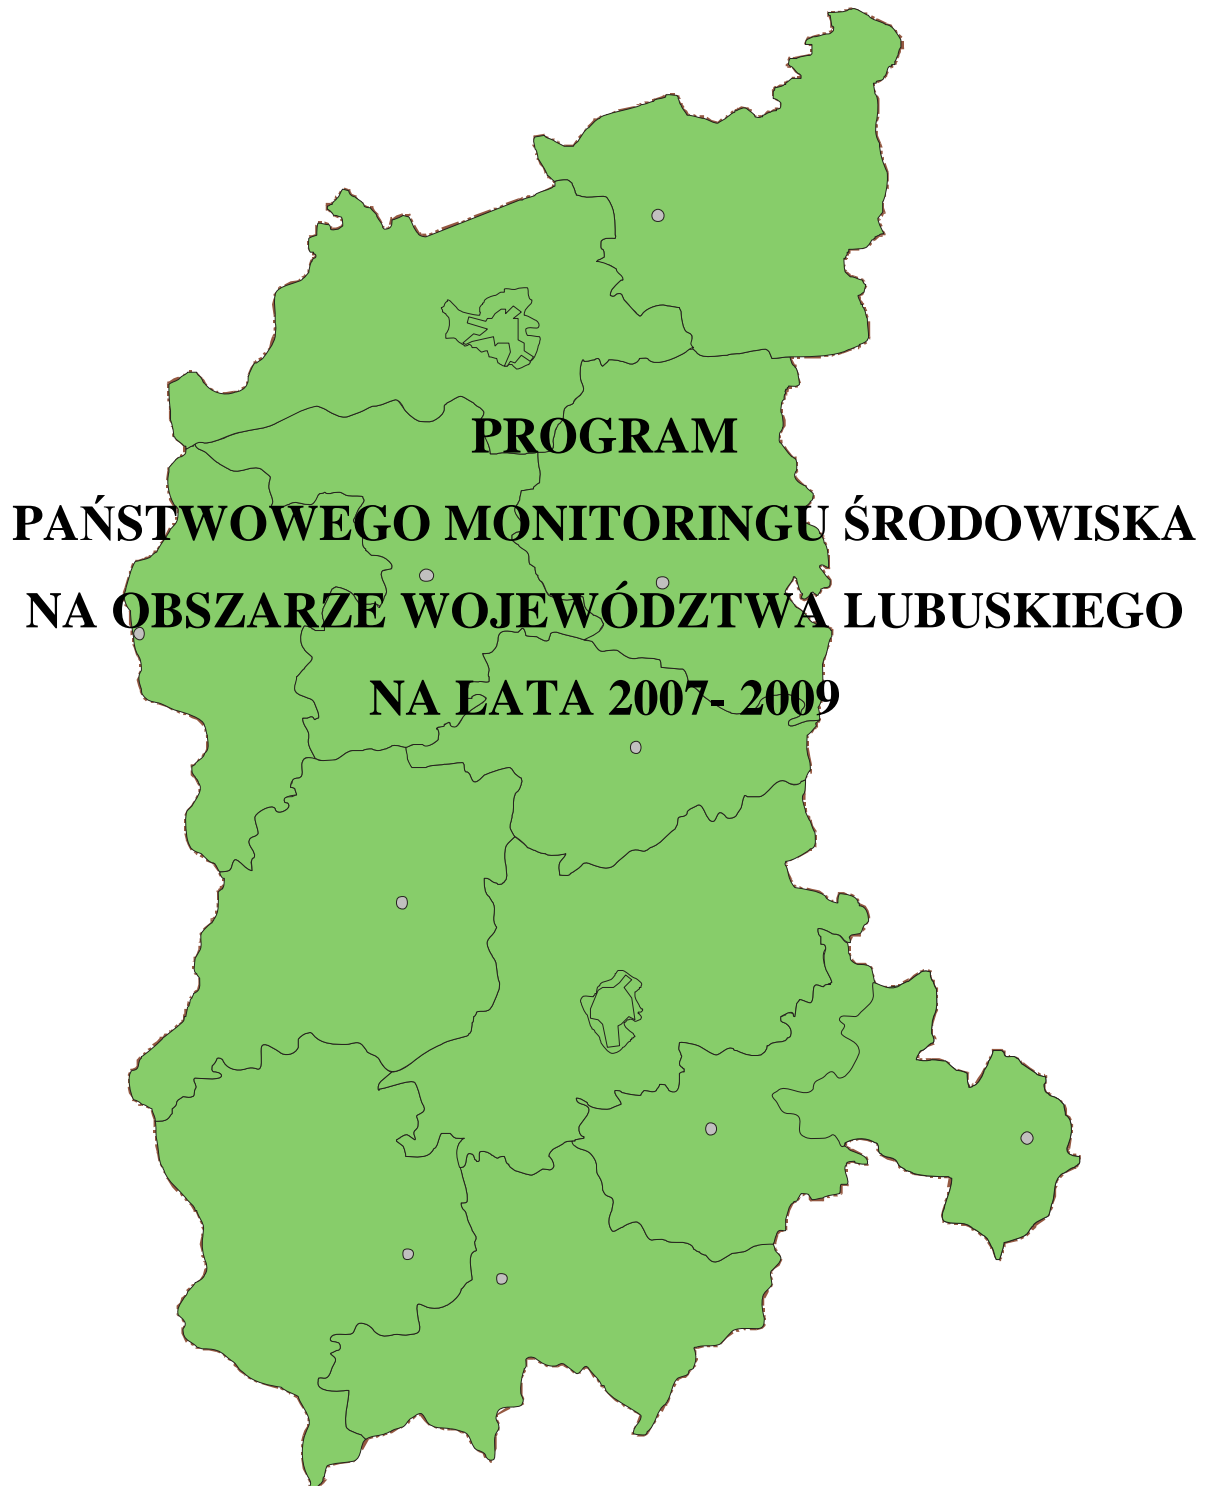 PROGRAM
PAŃSTWOWEGO MONITORINGU ŚRODOWISKA
NA OBSZARZE WOJEWÓDZTWA LUBUSKIEGO
NA LATA 2007- 2009